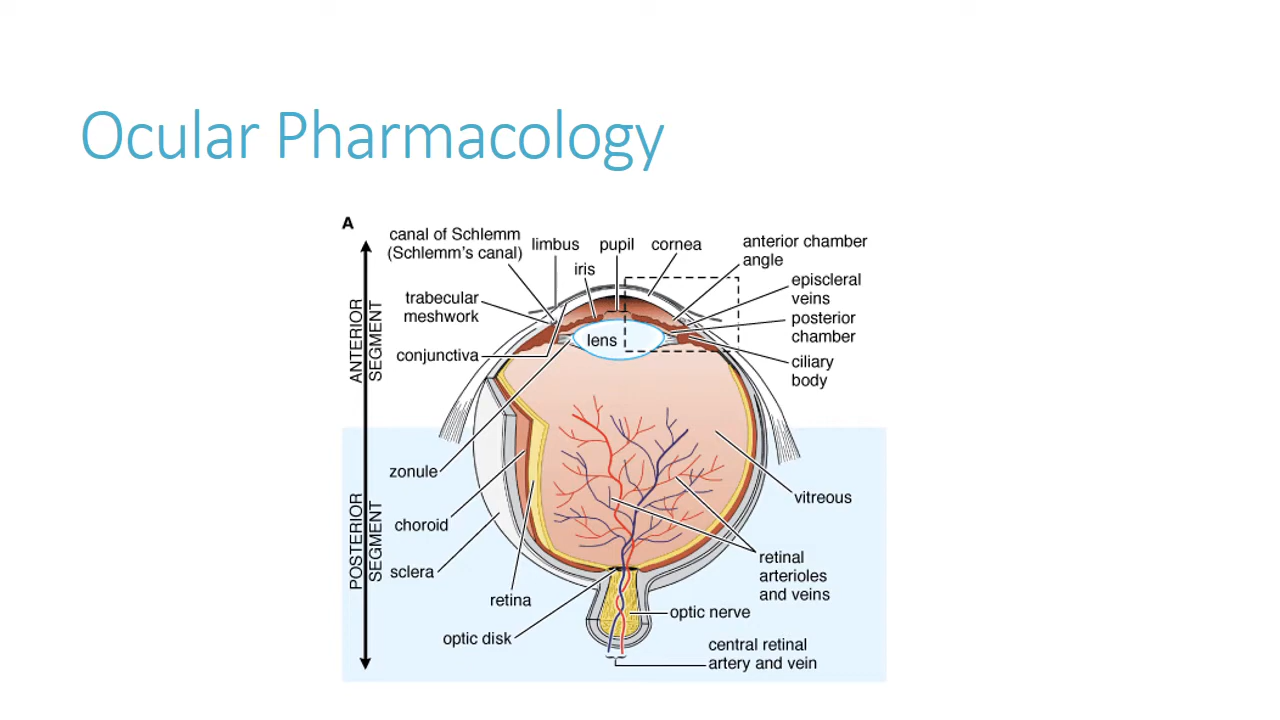 Ocular Pharmacology
A
canal of Schlemm
(Schlemm's canal)
limbus
pupil
cornea
iris
anterior chamber
angle
episcleral
veins
posterior
chamber
ciliary
body
trabecular
meshwork
conjunctiva
lens
ANTERIOR
SEGMENT
zonule
choroid
sclera
retina
optic disk
POSTERIOR
SEGMENT
vitreous
retinal
arterioles
and veins
optic nerve
central retinal
artery and vein